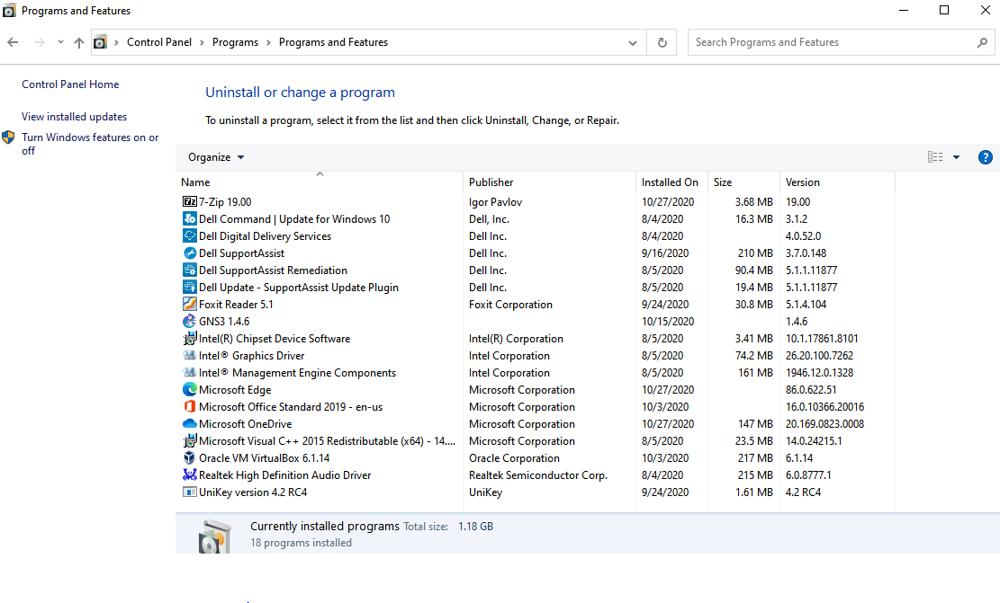 Programs and Features
Control Panel > Programs > Programs and Features
Search Programs and Features
Control Panel Home
View installed updates
Turn Windows features on or
off
Uninstall or change a program
To uninstall a program, select it from the list and then click Uninstall, Change, or Repair.
Organize
?
Name Publisher Installed On Size Version
7z 7-Zip 19.00 Igor Pavlov 10/27/2020 3.68 MB 19.00
Dell Command | Update for Windows 10 Dell, Inc. 8/4/2020 16.3 MB 3.1.2
Dell Digital Delivery Services Dell Inc. 8/4/2020 4.0.52.0
Dell SupportAssist Dell Inc. 9/16/2020 210 MB 3.7.0.148
Dell SupportAssist Remediation Dell Inc. 8/5/2020 90.4 MB 5.1.1.11877
Dell Update - SupportAssist Update Plugin Dell Inc. 8/5/2020 19.4 MB 5.1.1.11877
Foxit Reader 5.1 Foxit Corporation 9/24/2020 30.8 MB 5.1.4.104
GNS3 1.4.6 10/15/2020 1.4.6
Intel(R) Chipset Device Software Intel(R) Corporation 8/5/2020 3.41 MB 10.1.17861.8101
Intel® Graphics Driver Intel Corporation 8/5/2020 74.2 MB 26.20.100.7262
Intel® Management Engine Components Intel Corporation 8/5/2020 161 MB 1946.12.0.1328
Microsoft Edge Microsoft Corporation 10/27/2020 86.0.622.51
Microsoft Office Standard 2019 - en-us Microsoft Corporation 10/3/2020 16.0.10366.20016
Microsoft OneDrive Microsoft Corporation 10/27/2020 147 MB 20.169.0823.0008
Microsoft Visual C++ 2015 Redistributable (x64) - 14.... Microsoft Corporation 8/5/2020 23.5 MB 14.0.24215.1
Oracle VM VirtualBox 6.1.14 Oracle Corporation 10/3/2020 217 MB 6.1.14
Realtek High Definition Audio Driver Realtek Semiconductor Corp. 8/4/2020 215 MB 6.0.8777.1
UniKey version 4.2 RC4 UniKey 9/24/2020 1.61 MB 4.2 RC4
Currently installed programs Total size: 1.18 GB
18 programs installed